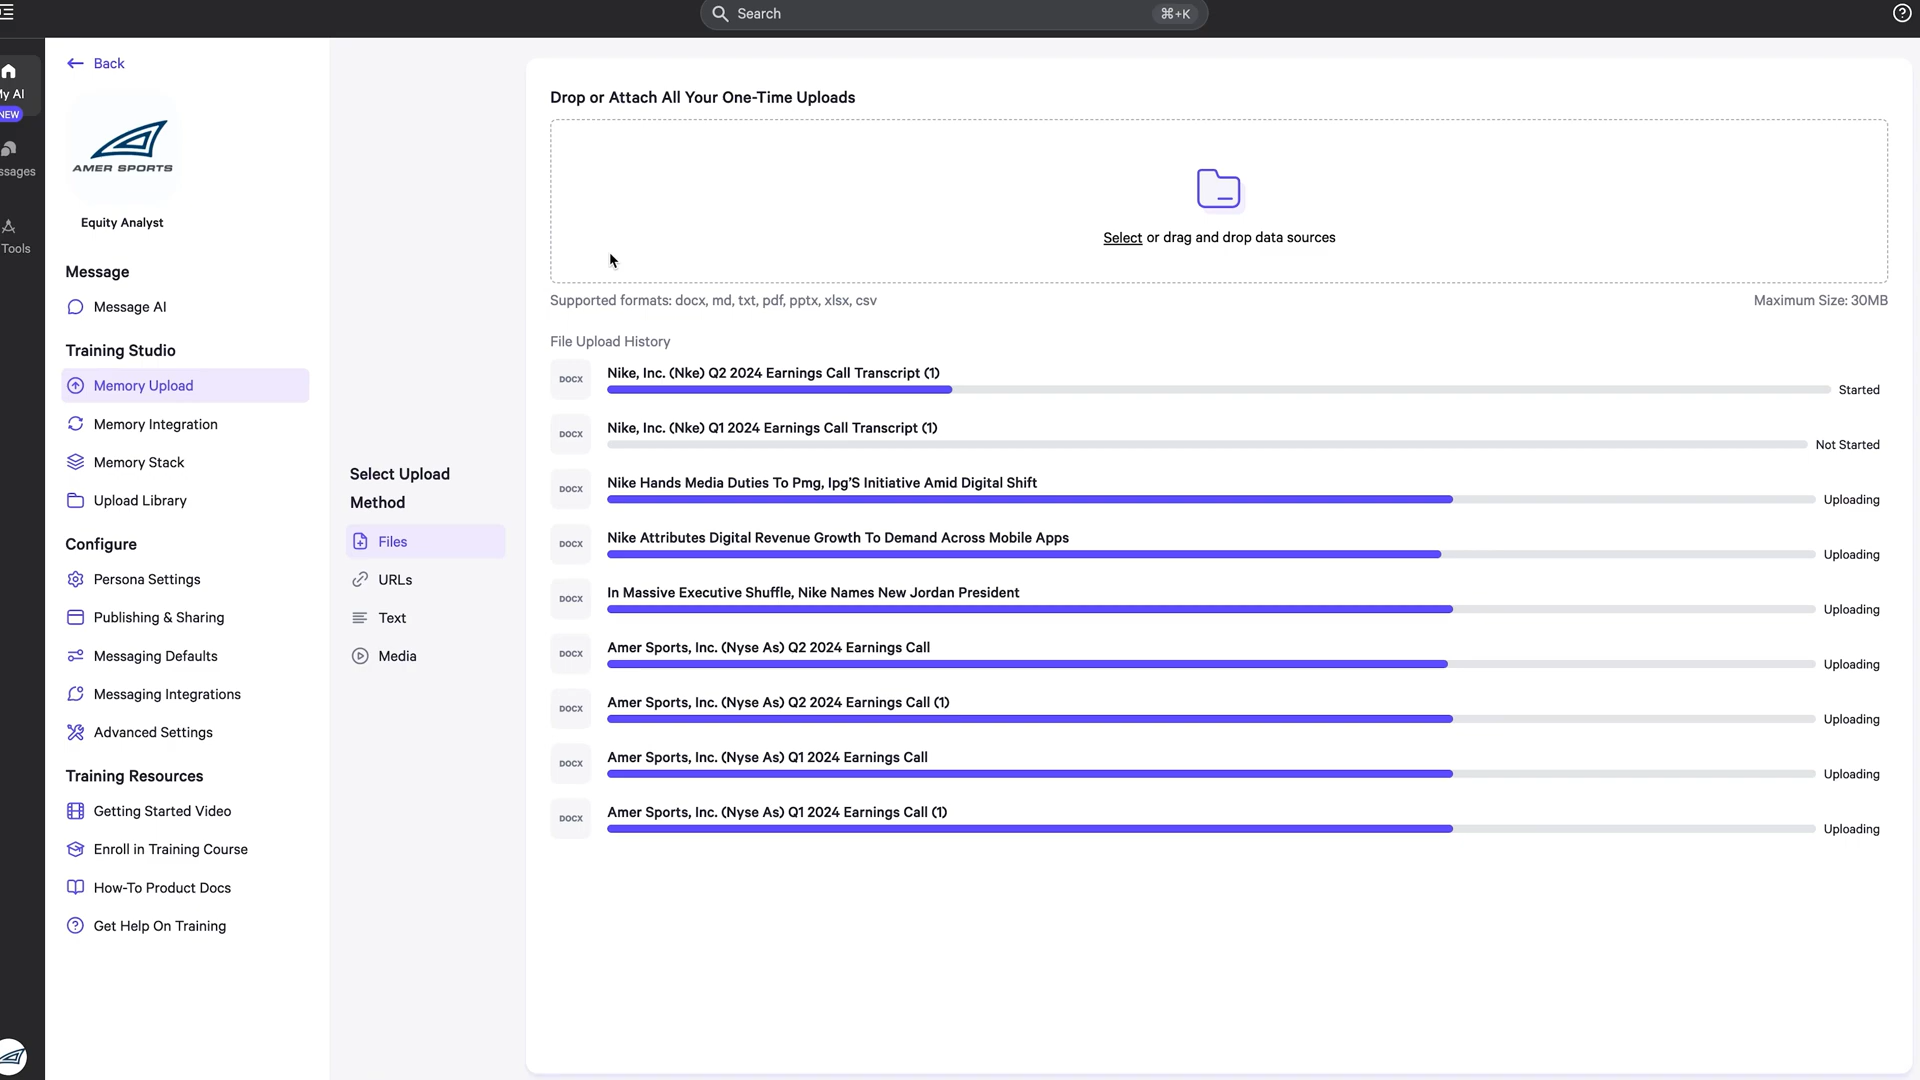 Search
⌘+K
My AI
NEW
ssages
Tools
Back
AMER SPORTS
Equity Analyst
Message
Message AI
Training Studio
Memory Upload
Memory Integration
Memory Stack
Upload Library
Configure
Persona Settings
Publishing & Sharing
Messaging Defaults
Messaging Integrations
Advanced Settings
Training Resources
Getting Started Video
Enroll in Training Course
How-To Product Docs
Get Help On Training
Select Upload
Method
Files
URLs
Text
Media
Drop or Attach All Your One-Time Uploads
Select or drag and drop data sources
Supported formats: docx, md, txt, pdf, pptx, xlsx, csv
Maximum Size: 30MB
File Upload History
DOCX
Nike, Inc. (Nke) Q2 2024 Earnings Call Transcript (1)
Started
DOCX
Nike, Inc. (Nke) Q1 2024 Earnings Call Transcript (1)
Not Started
DOCX
Nike Hands Media Duties To Pmg, Ipg'S Initiative Amid Digital Shift
Uploading
DOCX
Nike Attributes Digital Revenue Growth To Demand Across Mobile Apps
Uploading
DOCX
In Massive Executive Shuffle, Nike Names New Jordan President
Uploading
DOCX
Amer Sports, Inc. (Nyse As) Q2 2024 Earnings Call
Uploading
DOCX
Amer Sports, Inc. (Nyse As) Q2 2024 Earnings Call (1)
Uploading
DOCX
Amer Sports, Inc. (Nyse As) Q1 2024 Earnings Call
Uploading
DOCX
Amer Sports, Inc. (Nyse As) Q1 2024 Earnings Call (1)
Uploading